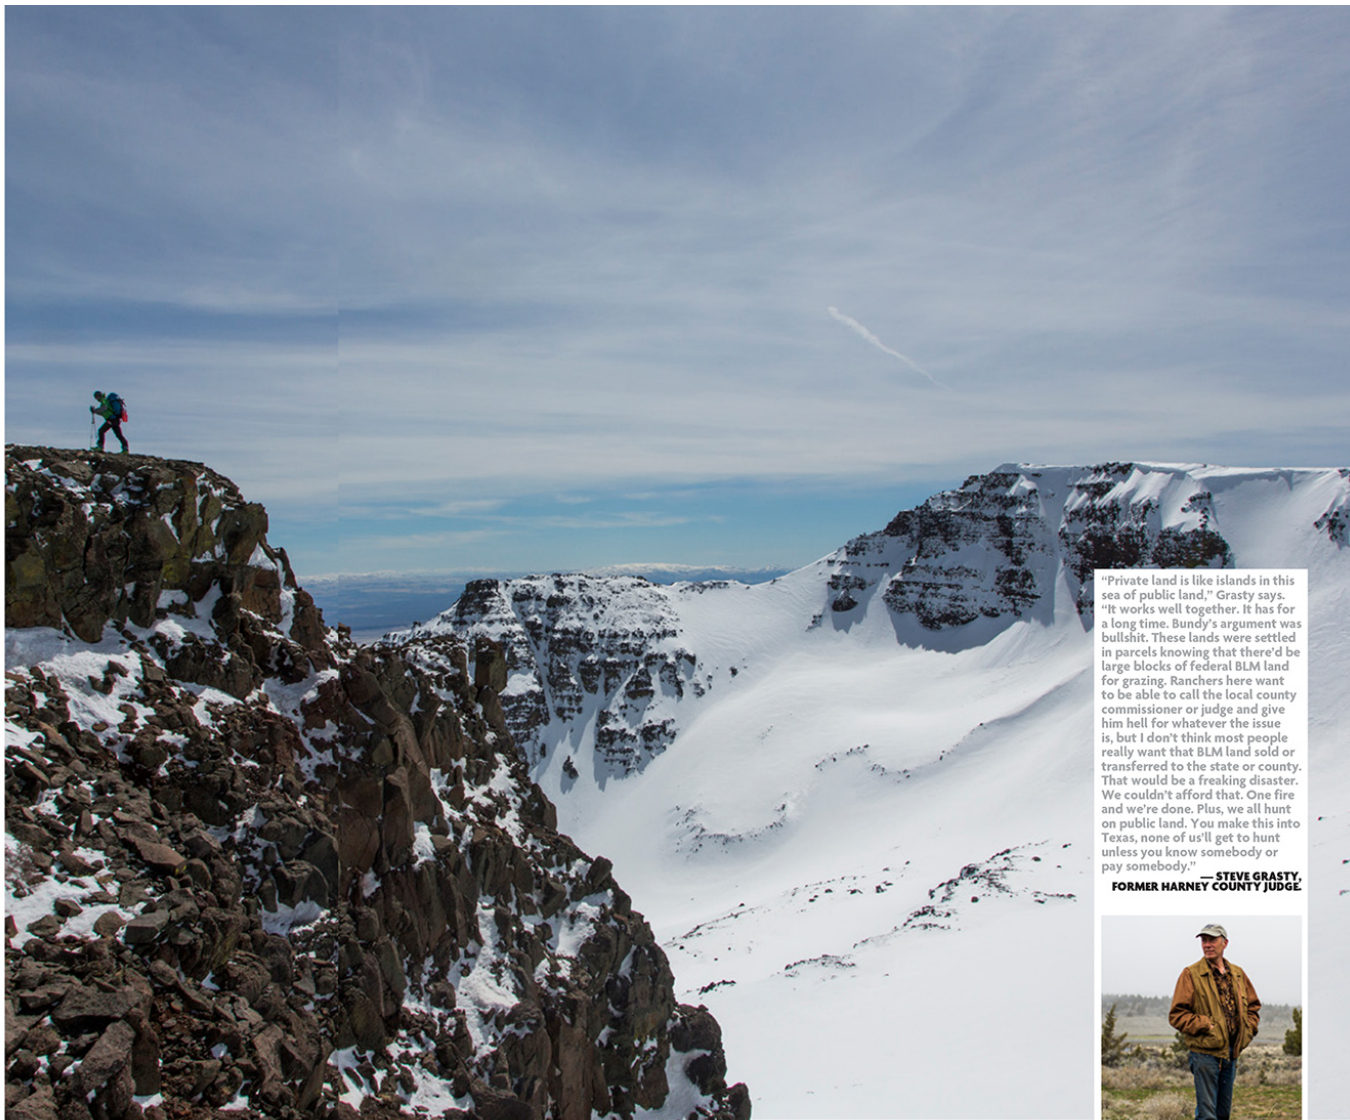 “Private land is like islands in this
sea of public land,” Grasty says.
“It works well together. It has for
a long time. Bundy’s argument was
bullshit. These lands were settled
in parcels knowing that there’d be
large blocks of federal BLM land
for grazing. Ranchers here want
to be able to call the local county
commissioner or judge and give
him hell for whatever the issue
is, but I don’t think most people
really want that BLM land sold or
transferred to the state or county.
That would be a freaking disaster.
We couldn’t afford that. One fire
and we’re done. Plus, we all hunt
on public land. You make this into
Texas, none of us’ll get to hunt
unless you know somebody or
pay somebody.”
— STEVE GRASTY,
FORMER HARNEY COUNTY JUDGE.